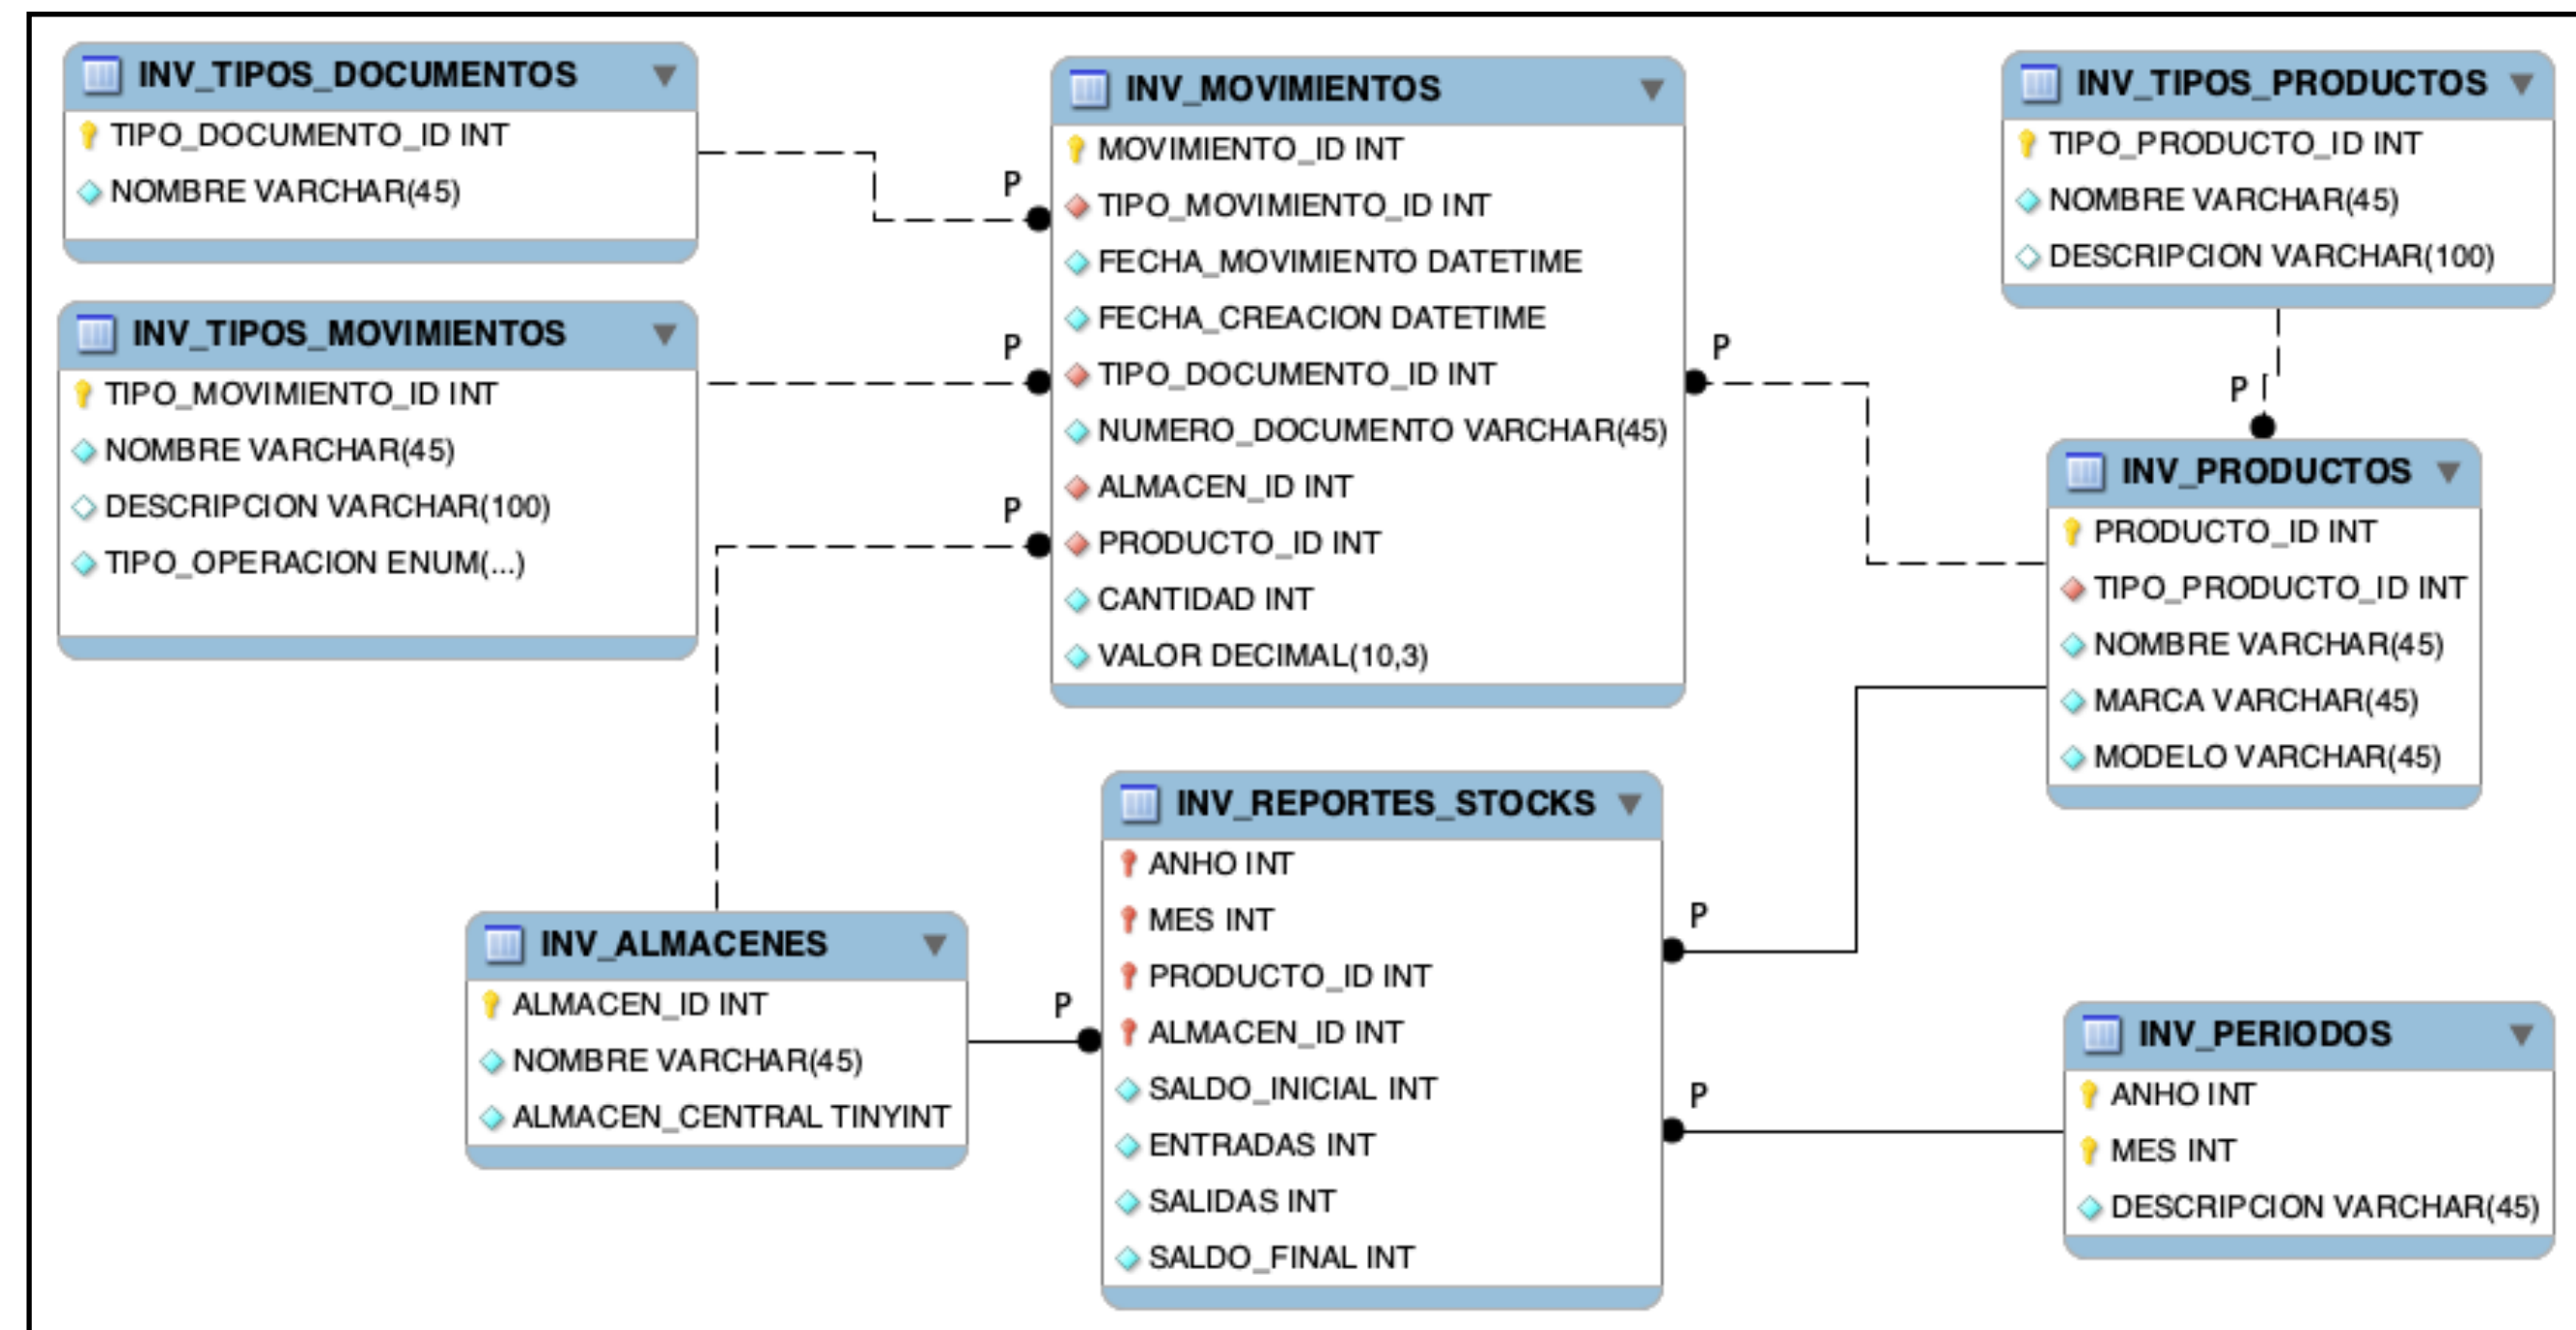 INV_TIPOS_DOCUMENTOS
TIPO_DOCUMENTO_ID INT
NOMBRE VARCHAR(45)
INV_TIPOS_MOVIMIENTOS
TIPO_MOVIMIENTO_ID INT
NOMBRE VARCHAR(45)
DESCRIPCION VARCHAR(100)
TIPO_OPERACION ENUM(...)
P
P
P
INV_MOVIMIENTOS
MOVIMIENTO_ID INT
TIPO_MOVIMIENTO_ID INT
FECHA_MOVIMIENTO DATETIME
FECHA_CREACION DATETIME
TIPO_DOCUMENTO_ID INT
NUMERO_DOCUMENTO VARCHAR(45)
ALMACEN_ID INT
PRODUCTO_ID INT
CANTIDAD INT
VALOR DECIMAL(10,3)
P
INV_TIPOS_PRODUCTOS
TIPO_PRODUCTO_ID INT
NOMBRE VARCHAR(45)
DESCRIPCION VARCHAR(100)
P
INV_PRODUCTOS
PRODUCTO_ID INT
TIPO_PRODUCTO_ID INT
NOMBRE VARCHAR(45)
MARCA VARCHAR(45)
MODELO VARCHAR(45)
INV_ALMACENES
ALMACEN_ID INT
NOMBRE VARCHAR(45)
ALMACEN_CENTRAL TINYINT
P
INV_REPORTES_STOCKS
ANHO INT
MES INT
PRODUCTO_ID INT
ALMACEN_ID INT
SALDO_INICIAL INT
ENTRADAS INT
SALIDAS INT
SALDO_FINAL INT
P
P
INV_PERIODOS
ANHO INT
MES INT
DESCRIPCION VARCHAR(45)